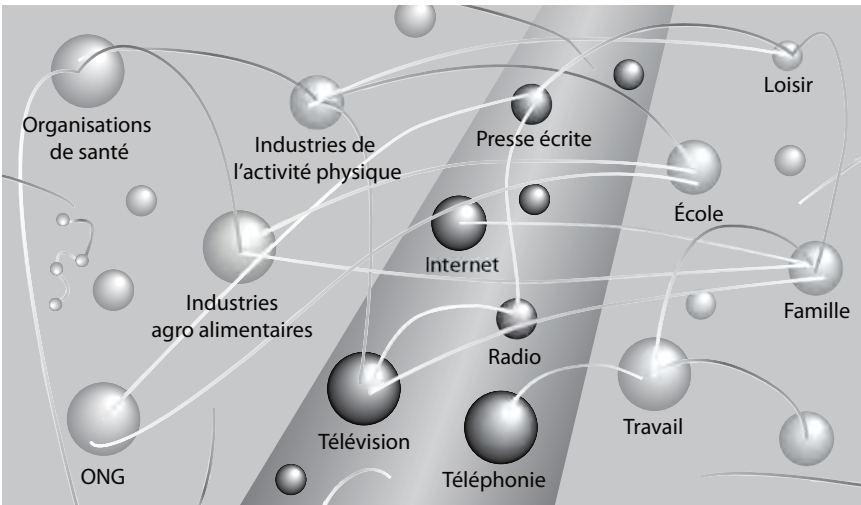 Organisations
de santé
Industries de
l'activité physique
Presse écrite
Loisir
École
Internet
Industries
agro alimentaires
Famille
Radio
Télévision
Travail
ONG
Téléphonie